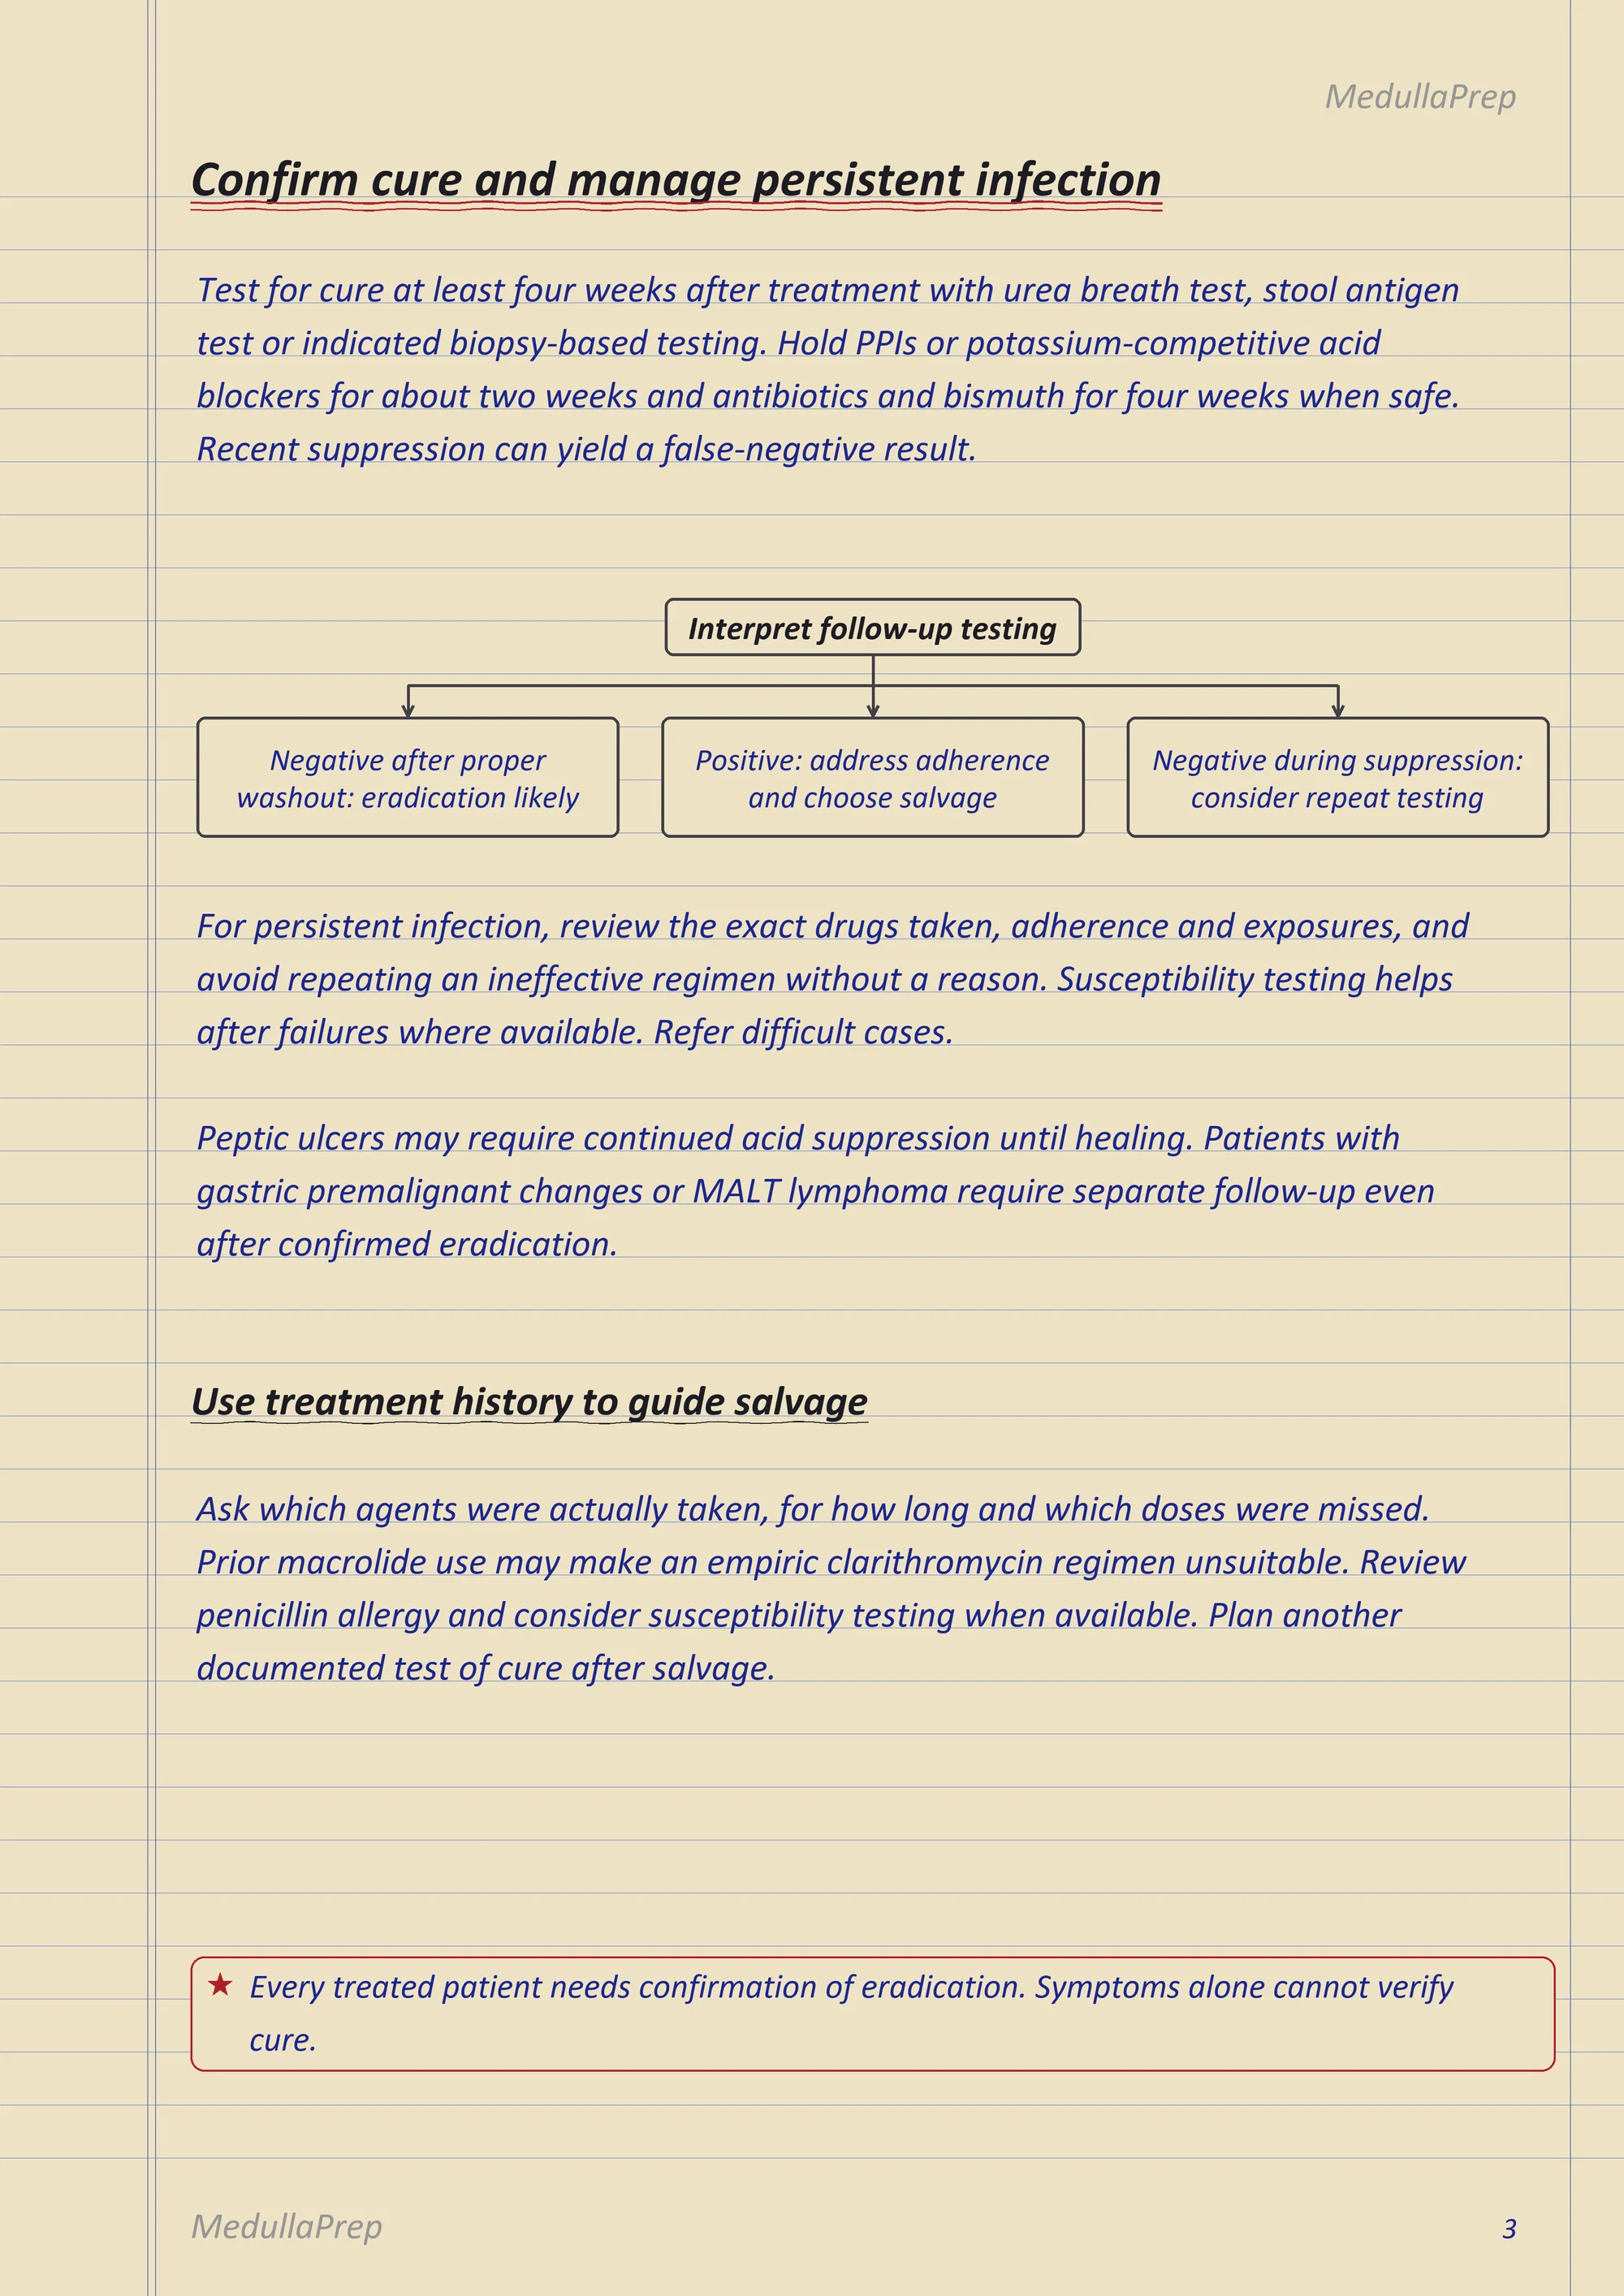 MedullaPrep
Confirm cure and manage persistent infection
Test for cure at least four weeks after treatment with urea breath test, stool antigen
test or indicated biopsy-based testing. Hold PPIs or potassium-competitive acid
blockers for about two weeks and antibiotics and bismuth for four weeks when safe.
Recent suppression can yield a false-negative result.
Interpret follow-up testing
Negative after proper
washout: eradication likely
Positive: address adherence
and choose salvage
Negative during suppression:
consider repeat testing
For persistent infection, review the exact drugs taken, adherence and exposures, and
avoid repeating an ineffective regimen without a reason. Susceptibility testing helps
after failures where available. Refer difficult cases.
Peptic ulcers may require continued acid suppression until healing. Patients with
gastric premalignant changes or MALT lymphoma require separate follow-up even
after confirmed eradication.
Use treatment history to guide salvage
Ask which agents were actually taken, for how long and which doses were missed.
Prior macrolide use may make an empiric clarithromycin regimen unsuitable. Review
penicillin allergy and consider susceptibility testing when available. Plan another
documented test of cure after salvage.
★ Every treated patient needs confirmation of eradication. Symptoms alone cannot verify
cure.
MedullaPrep
3